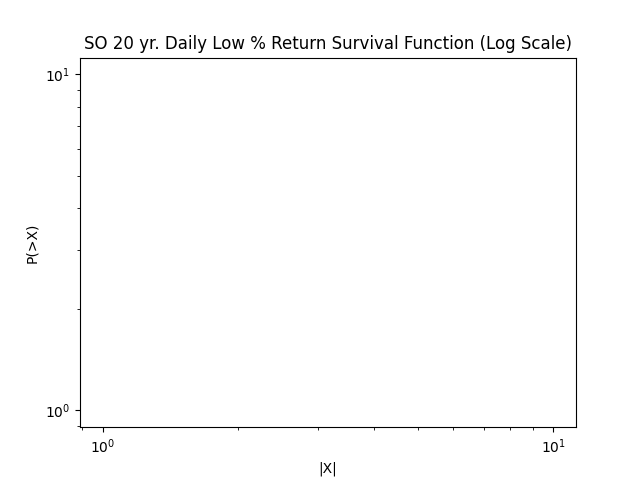 SO 20 yr. Daily Low % Return Survival Function (Log Scale)
10¹
P(>X)
10⁰
10⁰ 10¹
|X|